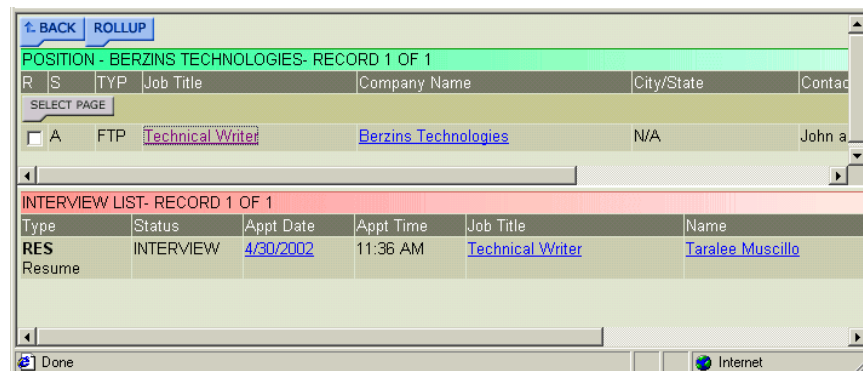 BACK ROLLUP
POSITION - BERZINS TECHNOLOGIES- RECORD 1 OF 1
R S TYP Job Title Company Name City/State Contac
SELECT PAGE
A FTP Technical Writer Berzins Technologies N/A John a
INTERVIEW LIST- RECORD 1 OF 1
Type Status Appt Date Appt Time Job Title Name
RES INTERVIEW 4/30/2002 11:36 AM Technical Writer Taralee Muscillo
Resume
Done Internet